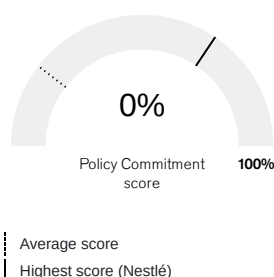 0%
Policy Commitment
score
100%
Average score
Highest score (Nestlé)